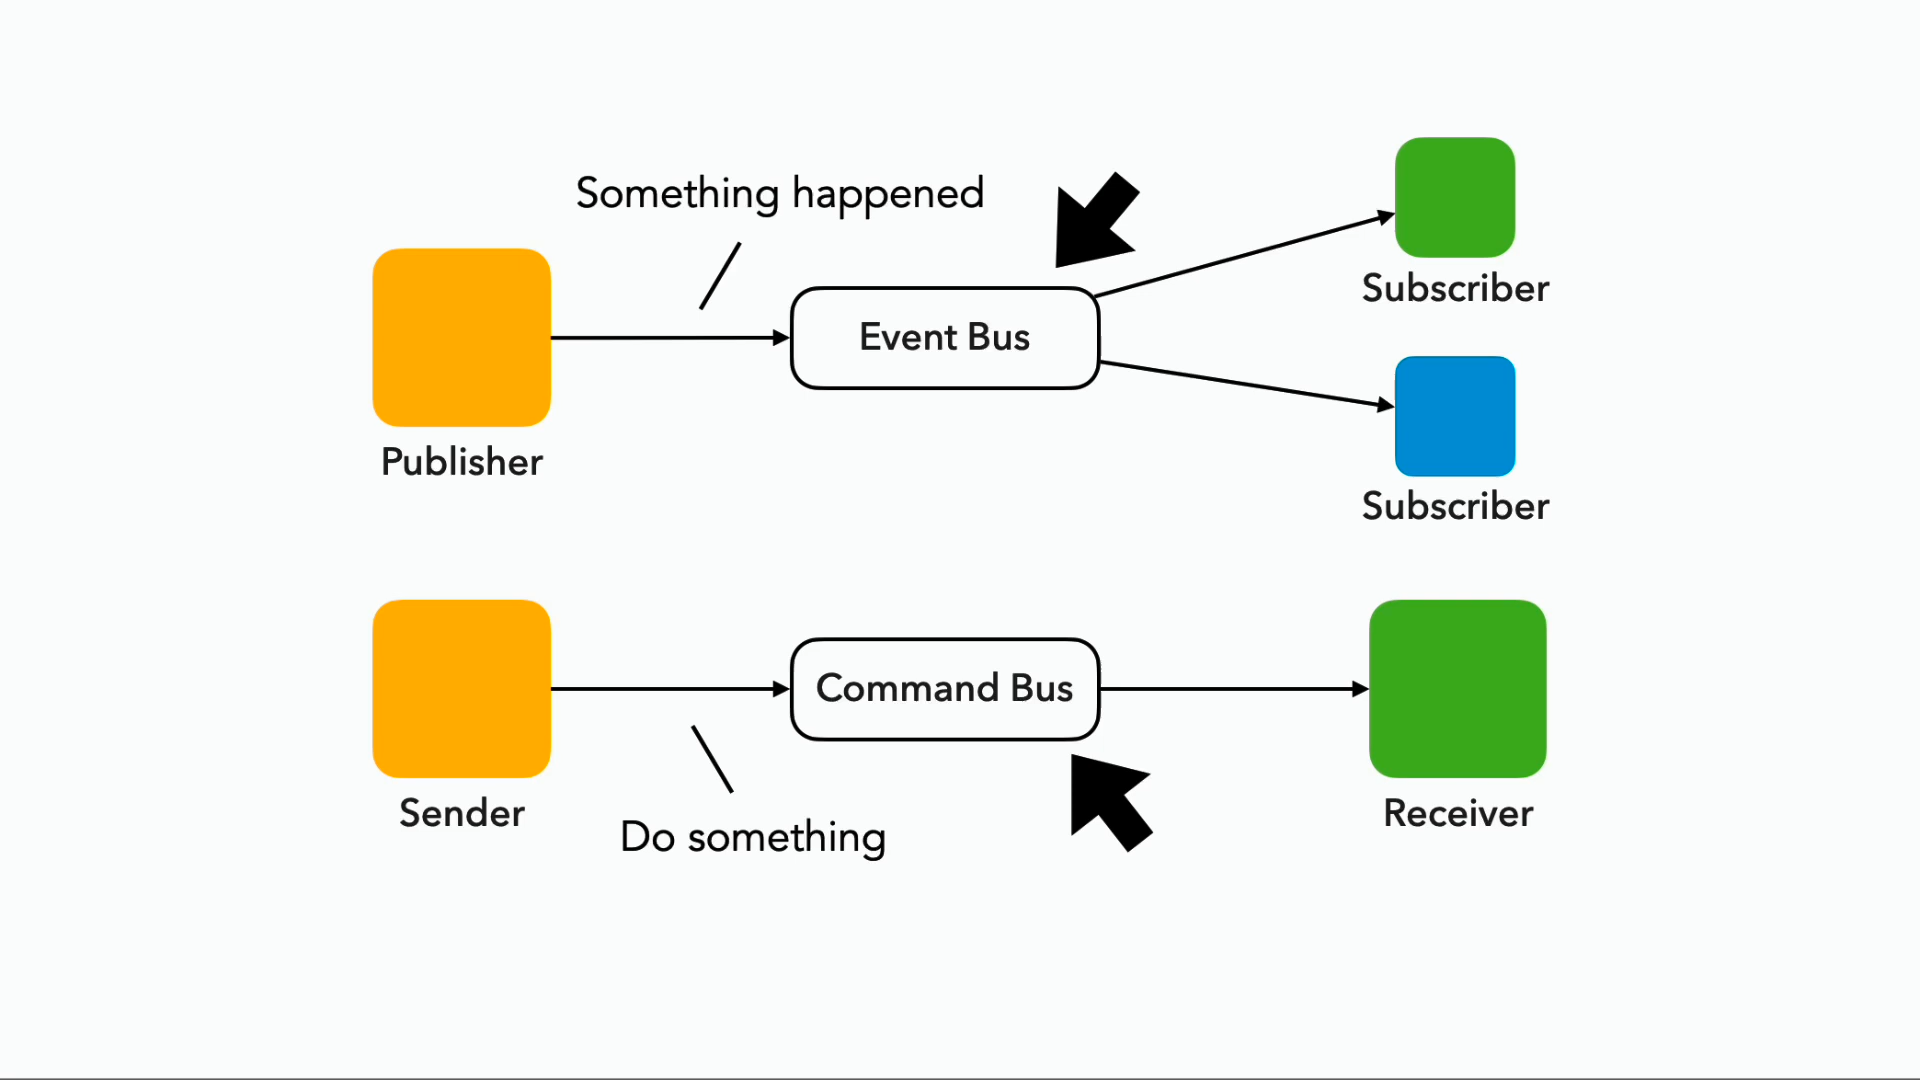 Something happened
Event Bus
Publisher
Subscriber
Subscriber
Command Bus
Sender
Do something
Receiver